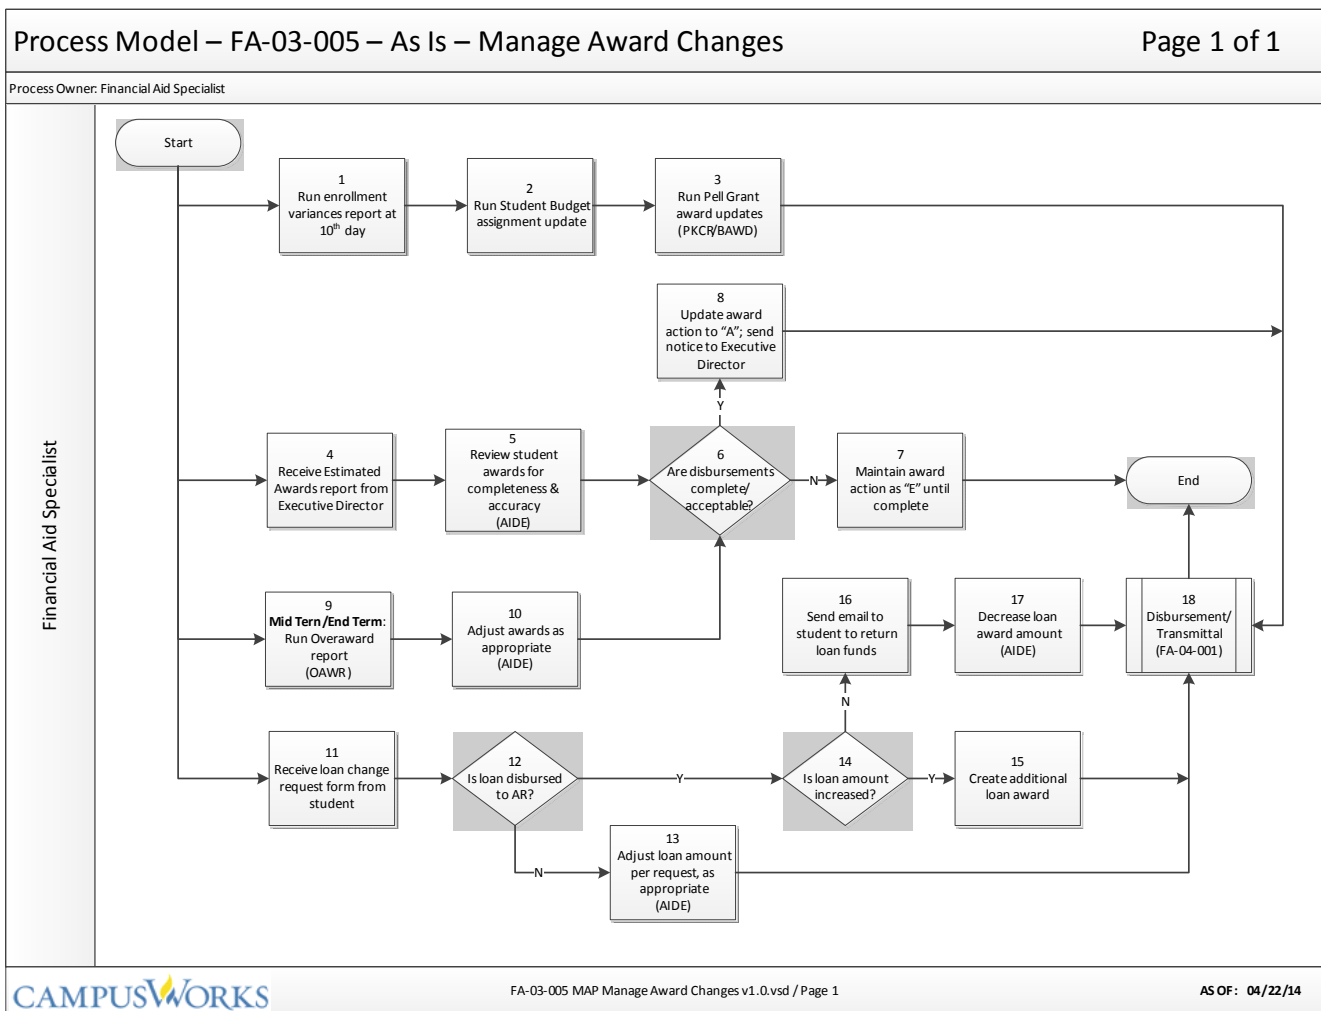 Process Model – FA-03-005 – As Is – Manage Award Changes
Page 1 of 1
Process Owner: Financial Aid Specialist
Financial Aid Specialist
Start
1
Run enrollment
variances report at
10th day
2
Run Student Budget
assignment update
3
Run Pell Grant
award updates
(PKCR/BAWD)
8
Update award
action to “A”; send
notice to Executive
Director
Y
4
Receive Estimated
Awards report from
Executive Director
5
Review student
awards for
completeness &
accuracy
(AIDE)
6
Are disbursements
complete/
acceptable?
N
7
Maintain award
action as “E” until
complete
End
9
Mid Tern/End Term:
Run Overaward
report
(OAWR)
10
Adjust awards as
appropriate
(AIDE)
16
Send email to
student to return
loan funds
17
Decrease loan
award amount
(AIDE)
18
Disbursement/
Transmittal
(FA-04-001)
N
11
Receive loan change
request form from
student
12
Is loan disbursed
to AR?
Y
14
Is loan amount
increased?
Y
15
Create additional
loan award
N
13
Adjust loan amount
per request, as
appropriate
(AIDE)
CAMPUSWORKS
FA-03-005 MAP Manage Award Changes v1.0.vsd / Page 1
AS OF: 04/22/14